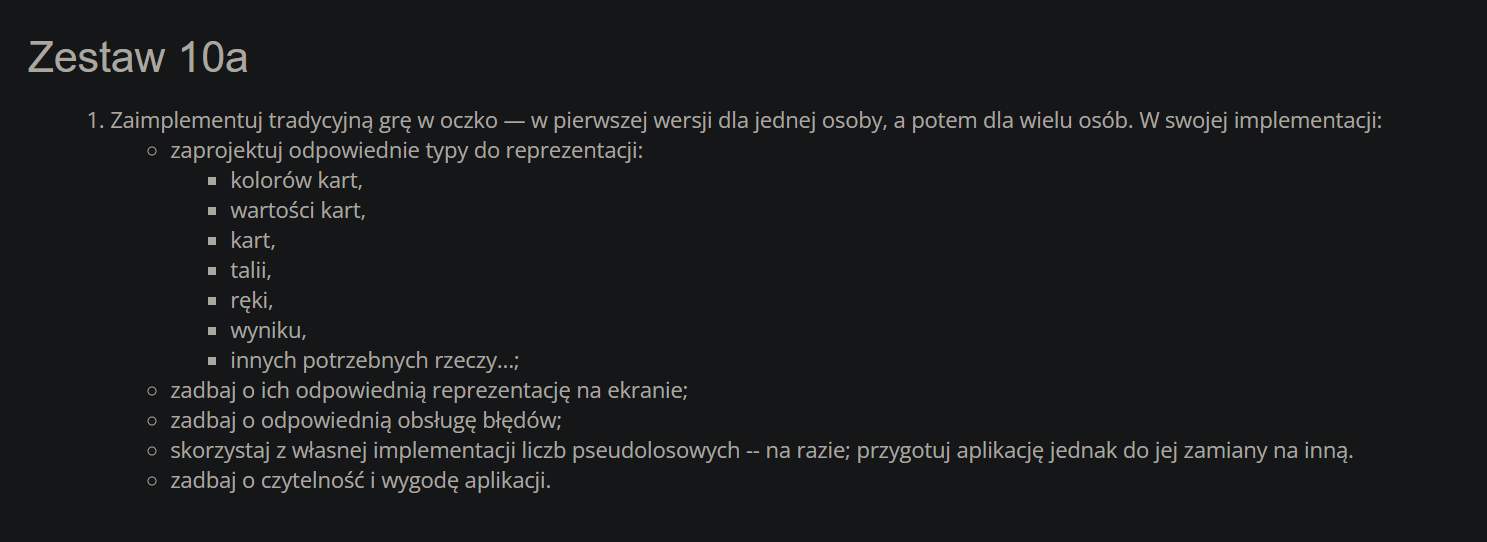 Zestaw 10a
1. Zaimplementuj tradycyjną grę w oczko — w pierwszej wersji dla jednej osoby, a potem dla wielu osób. W swojej implementacji:
zaprojektuj odpowiednie typy do reprezentacji:
kolorów kart,
wartości kart,
kart,
talii,
ręki,
wyniku,
innych potrzebnych rzeczy...;
zadbaj o ich odpowiednią reprezentację na ekranie;
zadbaj o odpowiednią obsługę błędów;
skorzystaj z własnej implementacji liczb pseudolosowych -- na razie; przygotuj aplikację jednak do jej zamiany na inną.
zadbaj o czytelność i wygodę aplikacji.